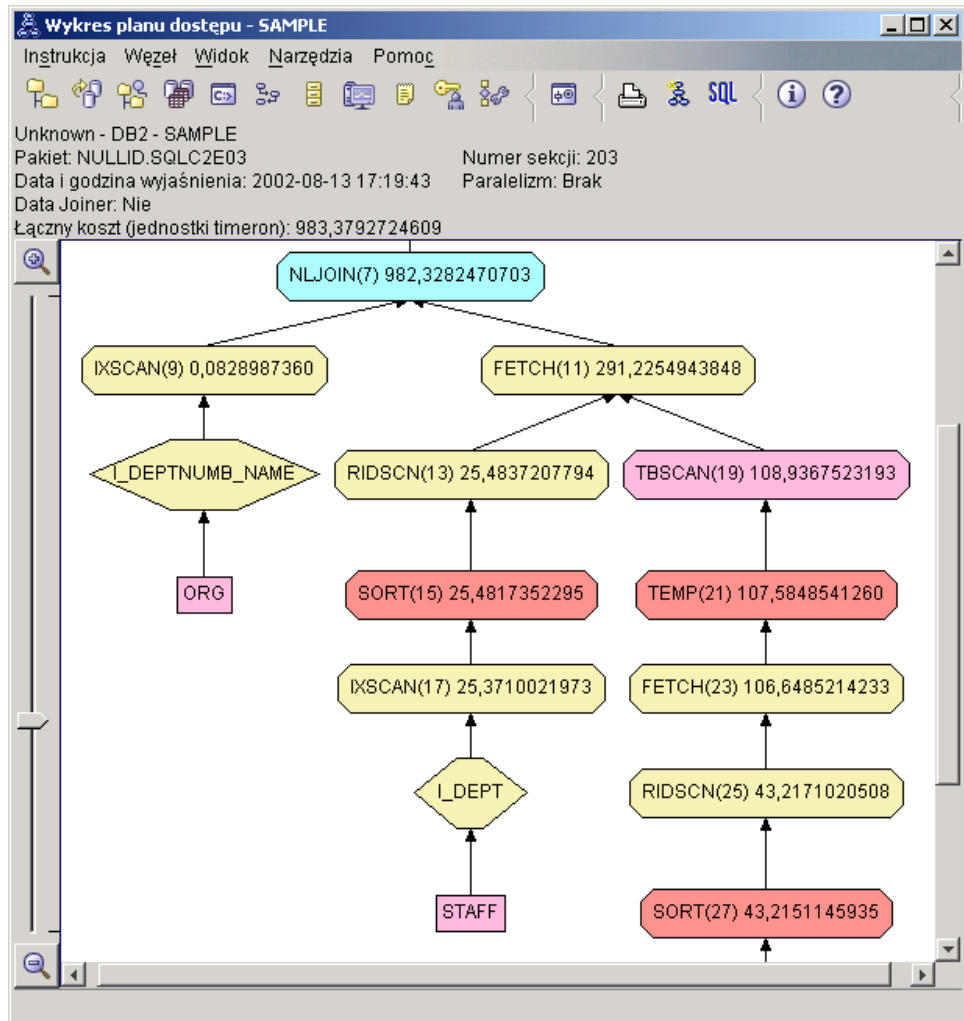 Wykres planu dostępu - SAMPLE
Instrukcja Węzeł Widok Narzędzia Pomoc
C:>
SQL
Unknown - DB2 - SAMPLE
Pakiet: NULLID.SQLC2E03 Numer sekcji: 203
Data i godzina wyjaśnienia: 2002-08-13 17:19:43 Paralelizm: Brak
Data Joiner: Nie
Łączny koszt (jednostki timeron): 983,3792724609
NLJOIN(7) 982,3282470703
IXSCAN(9) 0,0828987360 FETCH(11) 291,2254943848
I_DEPTNUMB_NAME RIDSCN(13) 25,4837207794 TBSCAN(19) 108,9367523193
ORG SORT(15) 25,4817352295 TEMP(21) 107,5848541260
IXSCAN(17) 25,3710021973 FETCH(23) 106,6485214233
I_DEPT RIDSCN(25) 43,2171020508
STAFF SORT(27) 43,2151145935